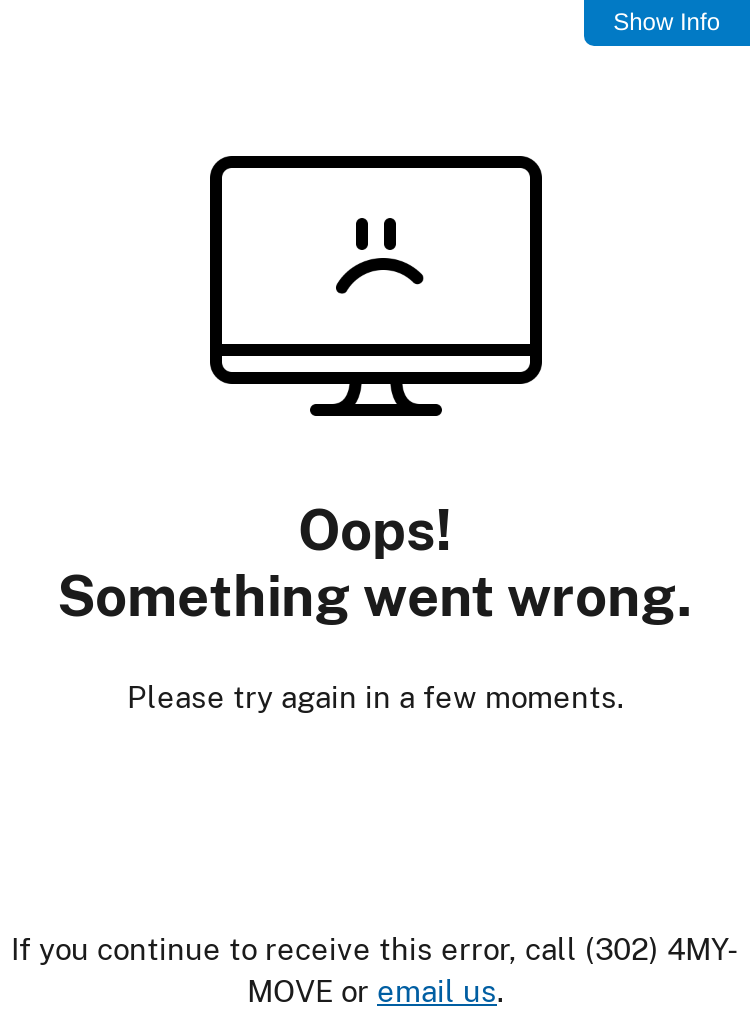 Show Info
Oops!
Something went wrong.
Please try again in a few moments.
If you continue to receive this error, call (302) 4MY-
MOVE or email us.